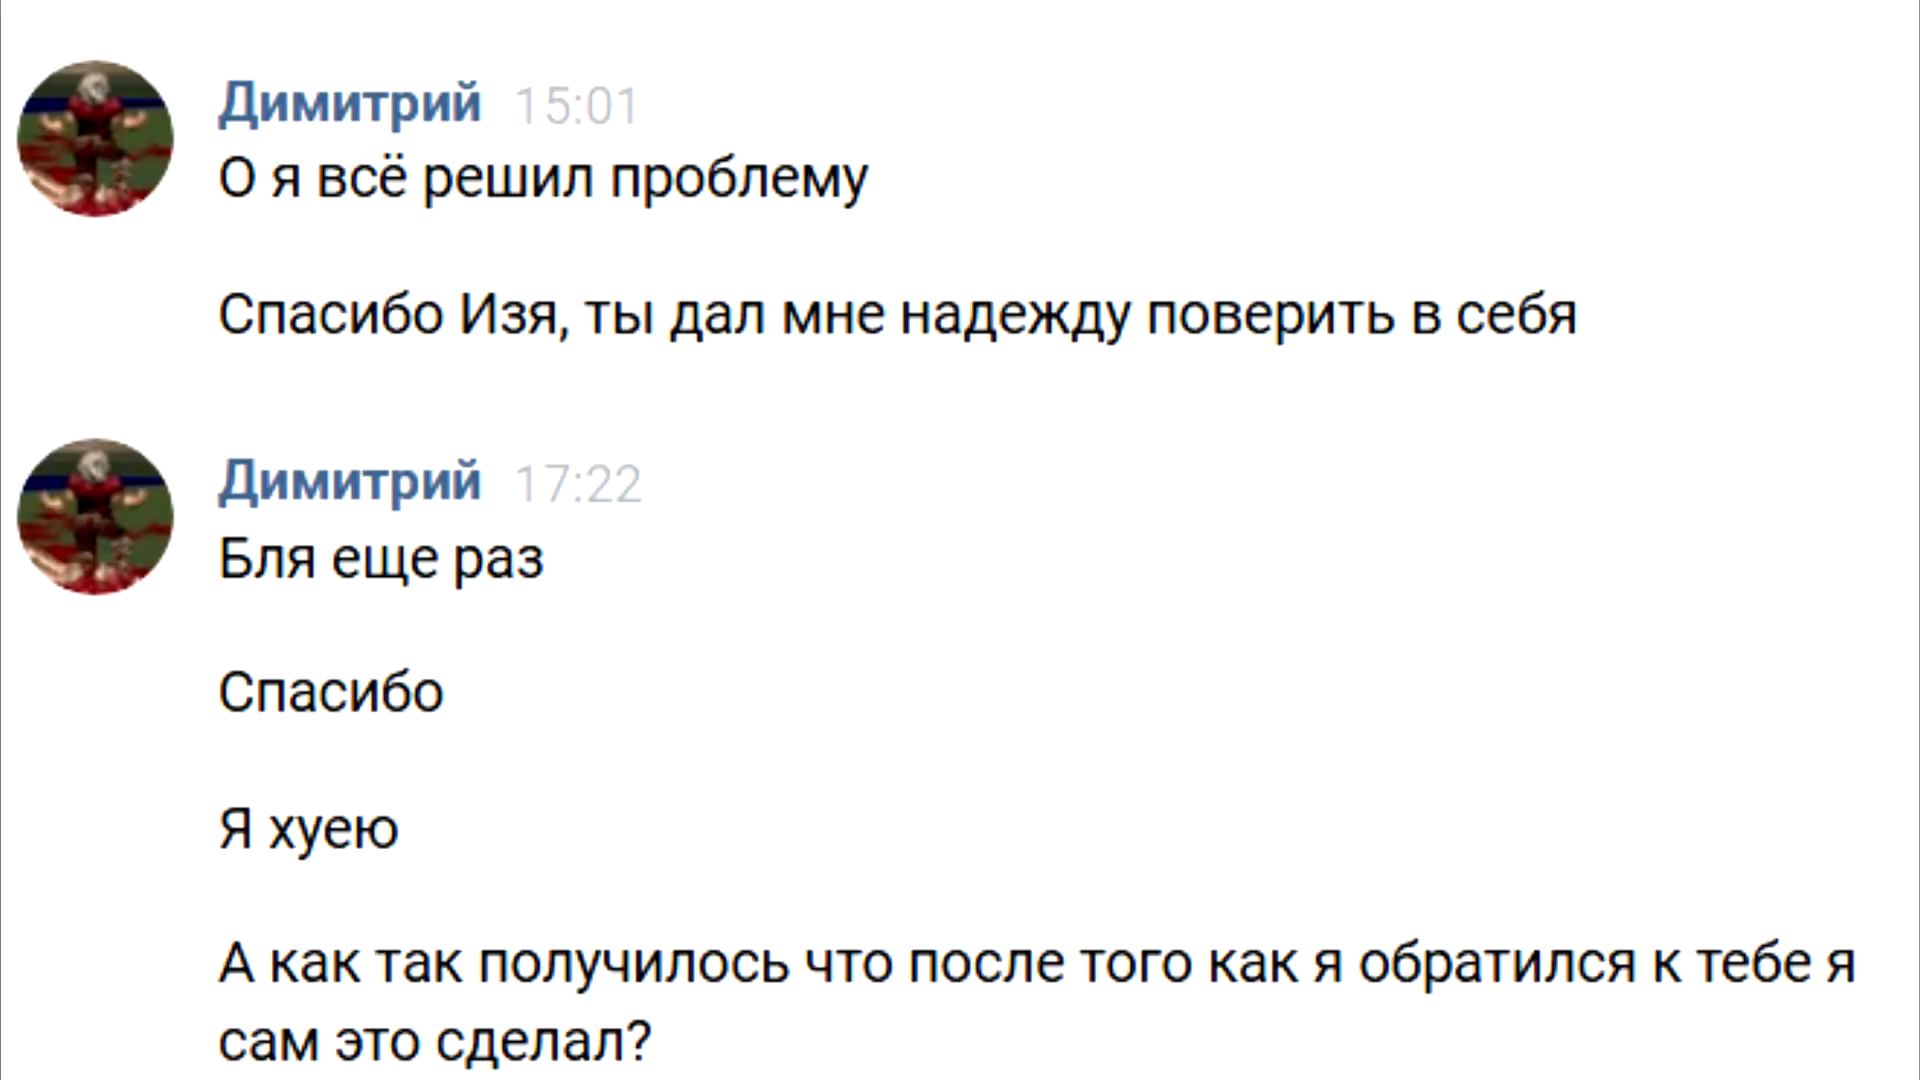 Димитрий 15:01
О я всё решил проблему
Спасибо Изя, ты дал мне надежду поверить в себя
Димитрий 17:22
Бля еще раз
Спасибо
Я хуею
А как так получилось что после того как я обратился к тебе я
сам это сделал?